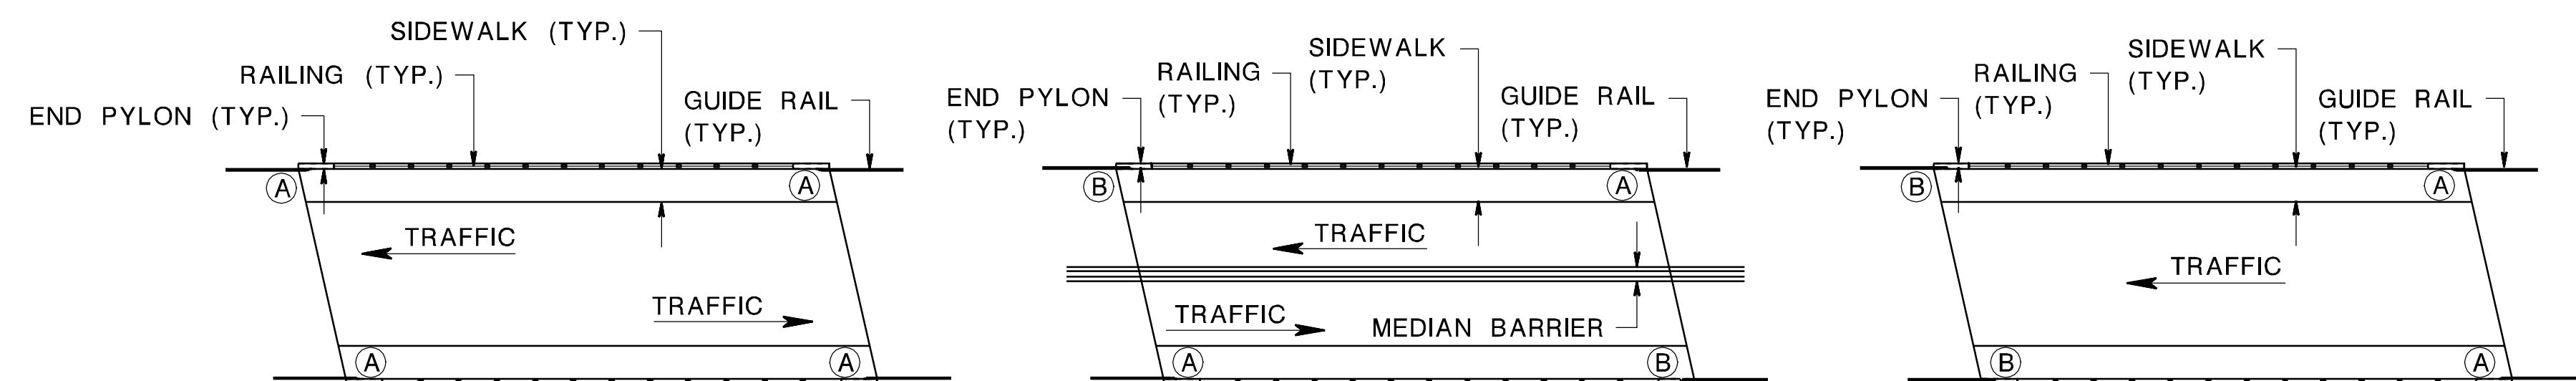 SIDEWALK (TYP.)
RAILING (TYP.)
END PYLON (TYP.)
GUIDE RAIL
(TYP.)
A
A
TRAFFIC
TRAFFIC
A
A
SIDEWALK
(TYP.)
RAILING
(TYP.)
END PYLON
(TYP.)
GUIDE RAIL
(TYP.)
B
A
TRAFFIC
TRAFFIC
MEDIAN BARRIER
A
B
SIDEWALK
(TYP.)
RAILING
(TYP.)
END PYLON
(TYP.)
GUIDE RAIL
(TYP.)
B
A
TRAFFIC
B
A